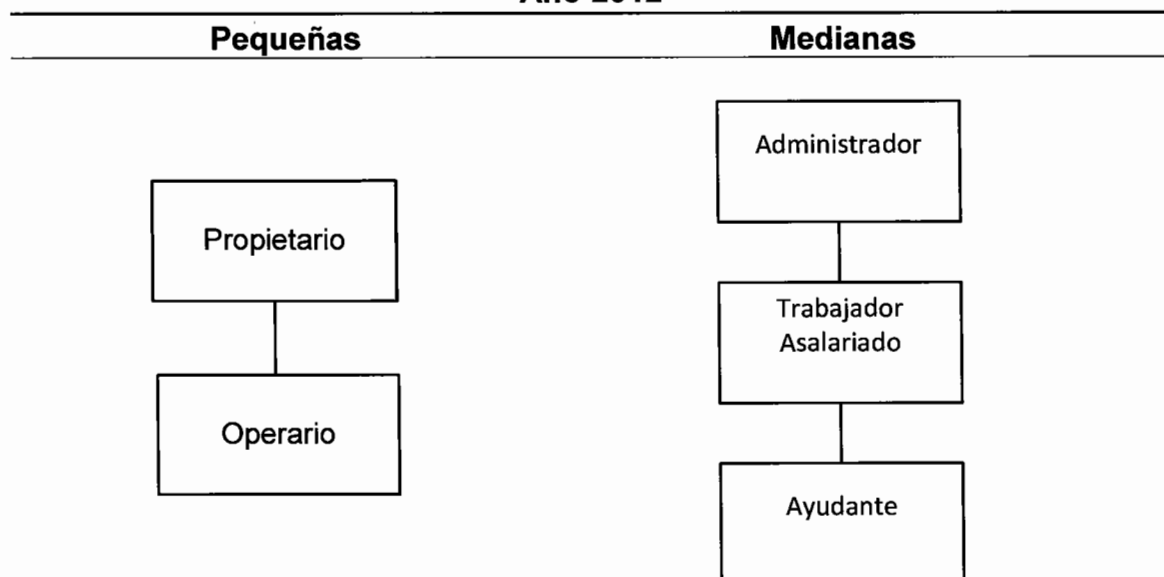 Pequeñas
Medianas
Propietario
Operario
Administrador
Trabajador
Asalariado
Ayudante